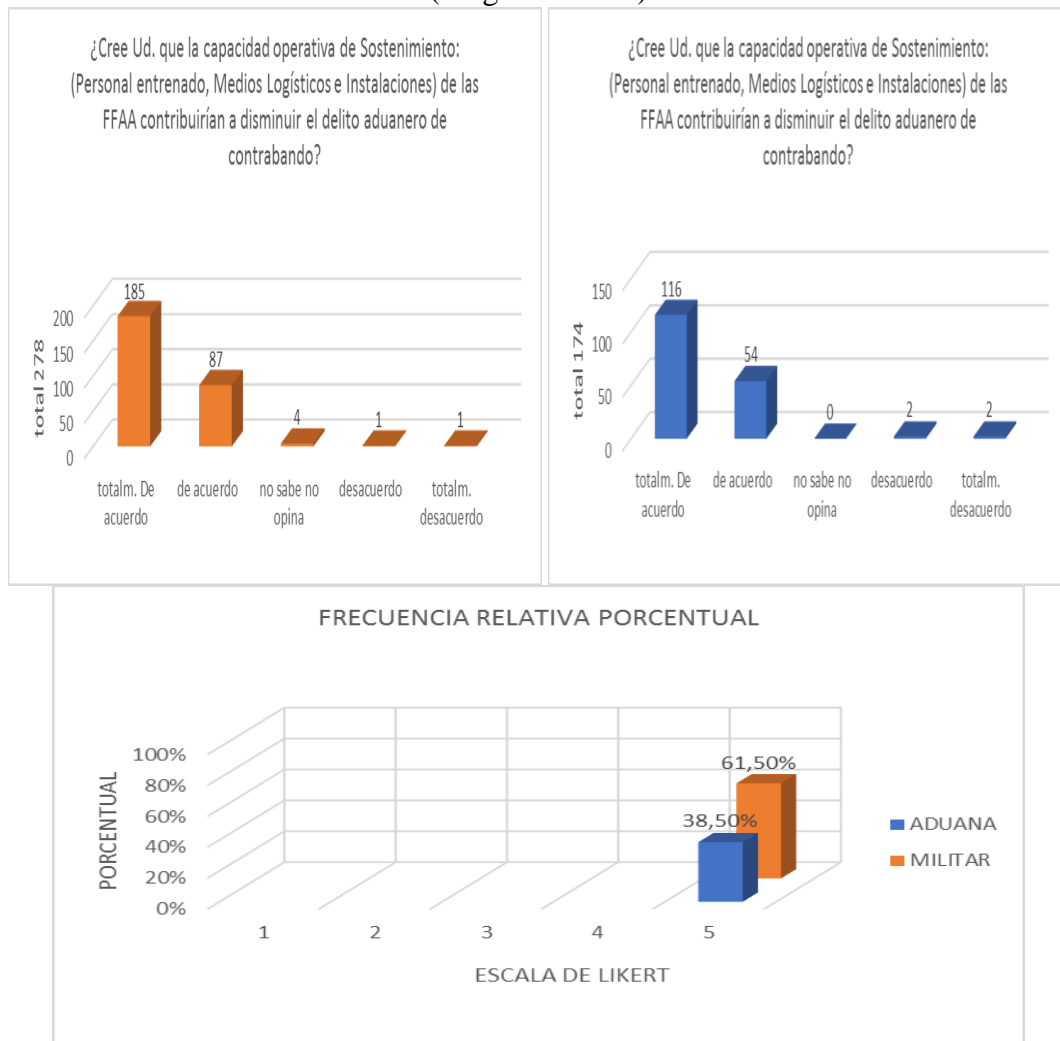 ¿Cree Ud. que la capacidad operativa de Sostenimiento:
(Personal entrenado, Medios Logísticos e Instalaciones) de las
FFAA contribuirían a disminuir el delito aduanero de
contrabando?
185
87
4
1
1
200
150
100
50
0
total 278
totalm. De
acuerdo
de acuerdo
no sabe no
opina
desacuerdo
totalm.
desacuerdo
¿Cree Ud. que la capacidad operativa de Sostenimiento:
(Personal entrenado, Medios Logísticos e Instalaciones) de las
FFAA contribuirían a disminuir el delito aduanero de
contrabando?
116
54
0
2
2
150
100
50
0
total 174
totalm. De
acuerdo
de acuerdo
no sabe no
opina
desacuerdo
totalm.
desacuerdo
FRECUENCIA RELATIVA PORCENTUAL
100%
80%
60%
40%
20%
0%
PORCENTUAL
61,50%
38,50%
ADUANA
MILITAR
1
2
3
4
5
ESCALA DE LIKERT